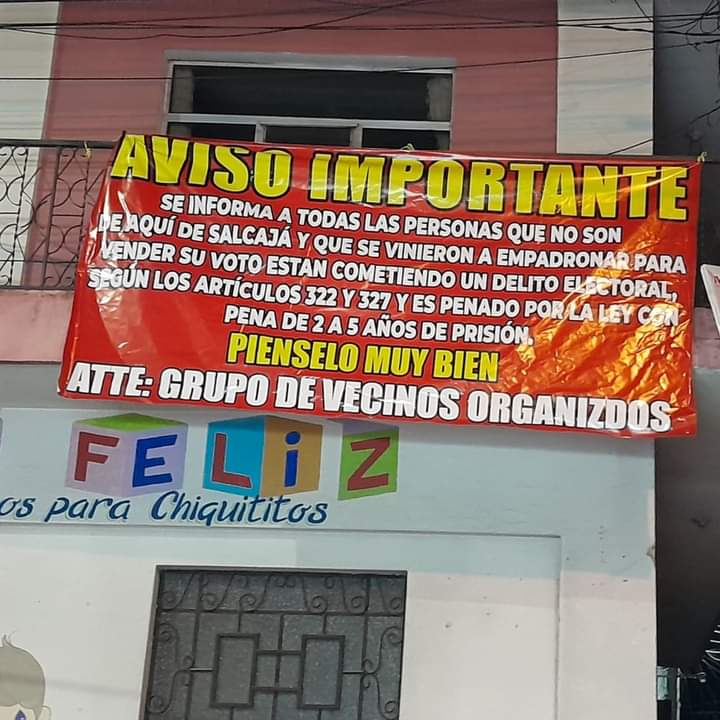 AVISO IMPORTANTE
SE INFORMA A TODAS LAS PERSONAS QUE NO SON
DE AQUÍ DE SALCAJÁ Y QUE SE VINIERON A EMPADRONAR PARA
VENDER SU VOTO ESTAN COMETIENDO UN DELITO ELECTORAL,
SEGÚN LOS ARTÍCULOS 322 Y 327 Y ES PENADO POR LA LEY CON
PENA DE 2 A 5 AÑOS DE PRISIÓN.
PIENSELO MUY BIEN
ATTE: GRUPO DE VECINOS ORGANIZDOS
FELiZ
os para Chiquititos